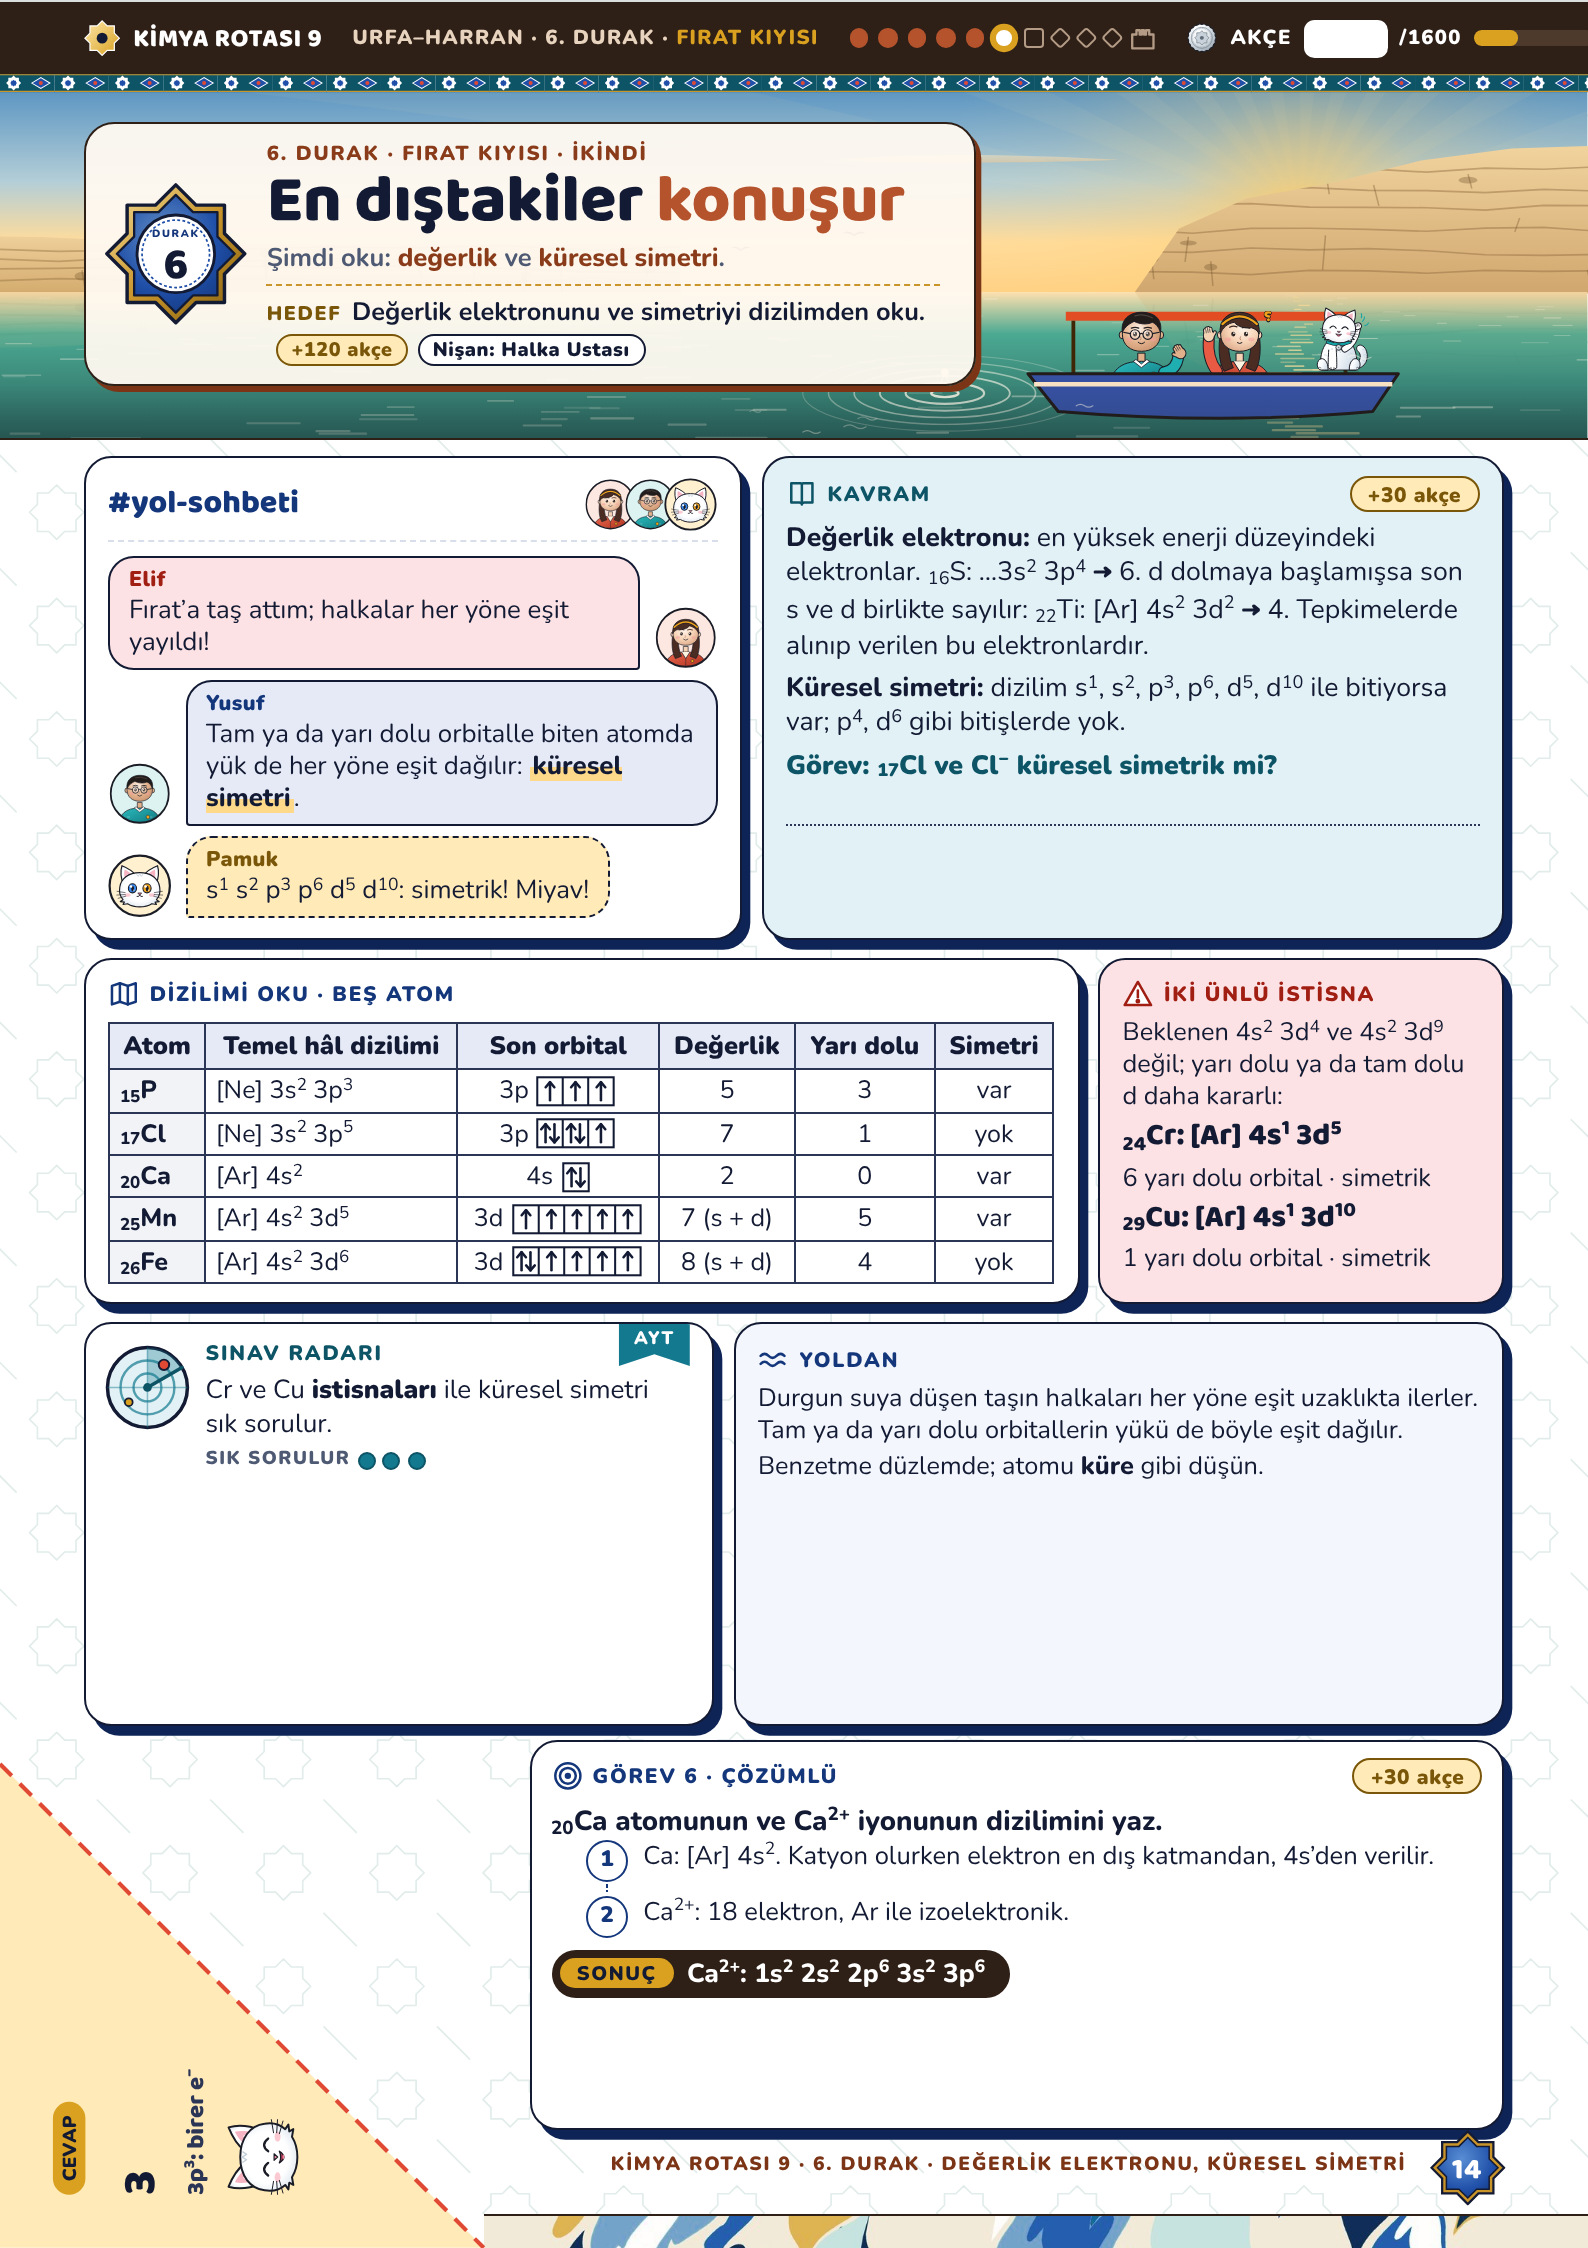 KİMYA ROTASI 9 URFA–HARRAN · 6. DURAK · FIRAT KIYISI AKÇE /1600
6. DURAK · FIRAT KIYISI · İKİNDİ
En dıştakiler konuşur
DURAK
6
Şimdi oku: değerlik ve küresel simetri.
HEDEF Değerlik elektronunu ve simetriyi dizilimden oku.
+120 akçe Nişan: Halka Ustası
#yol-sohbeti
Elif
Fırat’a taş attım; halkalar her yöne eşit
yayıldı!
Yusuf
Tam ya da yarı dolu orbitalle biten atomda
yük de her yöne eşit dağılır: küresel
simetri.
Pamuk
s¹ s² p³ p⁶ d⁵ d¹⁰: simetrik! Miyav!
KAVRAM +30 akçe
Değerlik elektronu: en yüksek enerji düzeyindeki
elektronlar. ₁₆S: ...3s² 3p⁴ ➜ 6. d dolmaya başlamışsa son
s ve d birlikte sayılır: ₂₂Ti: [Ar] 4s² 3d² ➜ 4. Tepkimelerde
alınıp verilen bu elektronlardır.
Küresel simetri: dizilim s¹, s², p³, p⁶, d⁵, d¹⁰ ile bitiyorsa
var; p⁴, d⁶ gibi bitişlerde yok.
Görev: ₁₇Cl ve Cl⁻ küresel simetrik mi?
DİZİLİMİ OKU · BEŞ ATOM
Atom Temel hâl dizilimi Son orbital Değerlik Yarı dolu Simetri
₁₅P [Ne] 3s² 3p³ 3p ↑ ↑ ↑ 5 3 var
₁₇Cl [Ne] 3s² 3p⁵ 3p ↑↓ ↑↓ ↑ 7 1 yok
₂₀Ca [Ar] 4s² 4s ↑↓ 2 0 var
₂₅Mn [Ar] 4s² 3d⁵ 3d ↑ ↑ ↑ ↑ ↑ 7 (s + d) 5 var
₂₆Fe [Ar] 4s² 3d⁶ 3d ↑↓ ↑ ↑ ↑ ↑ 8 (s + d) 4 yok
İKİ ÜNLÜ İSTİSNA
Beklenen 4s² 3d⁴ ve 4s² 3d⁹
değil; yarı dolu ya da tam dolu
d daha kararlı:
₂₄Cr: [Ar] 4s¹ 3d⁵
6 yarı dolu orbital · simetrik
₂₉Cu: [Ar] 4s¹ 3d¹⁰
1 yarı dolu orbital · simetrik
SINAV RADARI AYT
Cr ve Cu istisnaları ile küresel simetri
sık sorulur.
SIK SORULUR
YOLDAN
Durgun suya düşen taşın halkaları her yöne eşit uzaklıkta ilerler.
Tam ya da yarı dolu orbitallerin yükü de böyle eşit dağılır.
Benzetme düzlemde; atomu küre gibi düşün.
GÖREV 6 · ÇÖZÜMLÜ +30 akçe
₂₀Ca atomunun ve Ca²⁺ iyonunun dizilimini yaz.
1 Ca: [Ar] 4s². Katyon olurken elektron en dış katmandan, 4s’den verilir.
2 Ca²⁺: 18 elektron, Ar ile izoelektronik.
SONUÇ Ca²⁺: 1s² 2s² 2p⁶ 3s² 3p⁶
CEVAP
3
3p³: birer e⁻
KİMYA ROTASI 9 · 6. DURAK · DEĞERLİK ELEKTRONU, KÜRESEL SİMETRİ 14